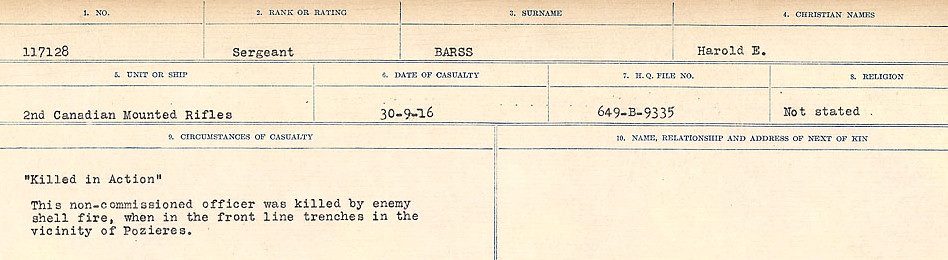 1. NO.
2. RANK OR RATING
3. SURNAME
4. CHRISTIAN NAMES
117128
Sergeant
BARSS
Harold E.
5. UNIT OR SHIP
6. DATE OF CASUALTY
7. H.Q. FILE NO.
8. RELIGION
2nd Canadian Mounted Rifles
30-9-16
649-B-9335
Not stated .
9. CIRCUMSTANCES OF CASUALTY
10. NAME, RELATIONSHIP AND ADDRESS OF NEXT OF KIN
"Killed in Action"
This non-commissioned officer was killed by enemy
shell fire, when in the front line trenches in the
vicinity of Pozieres.